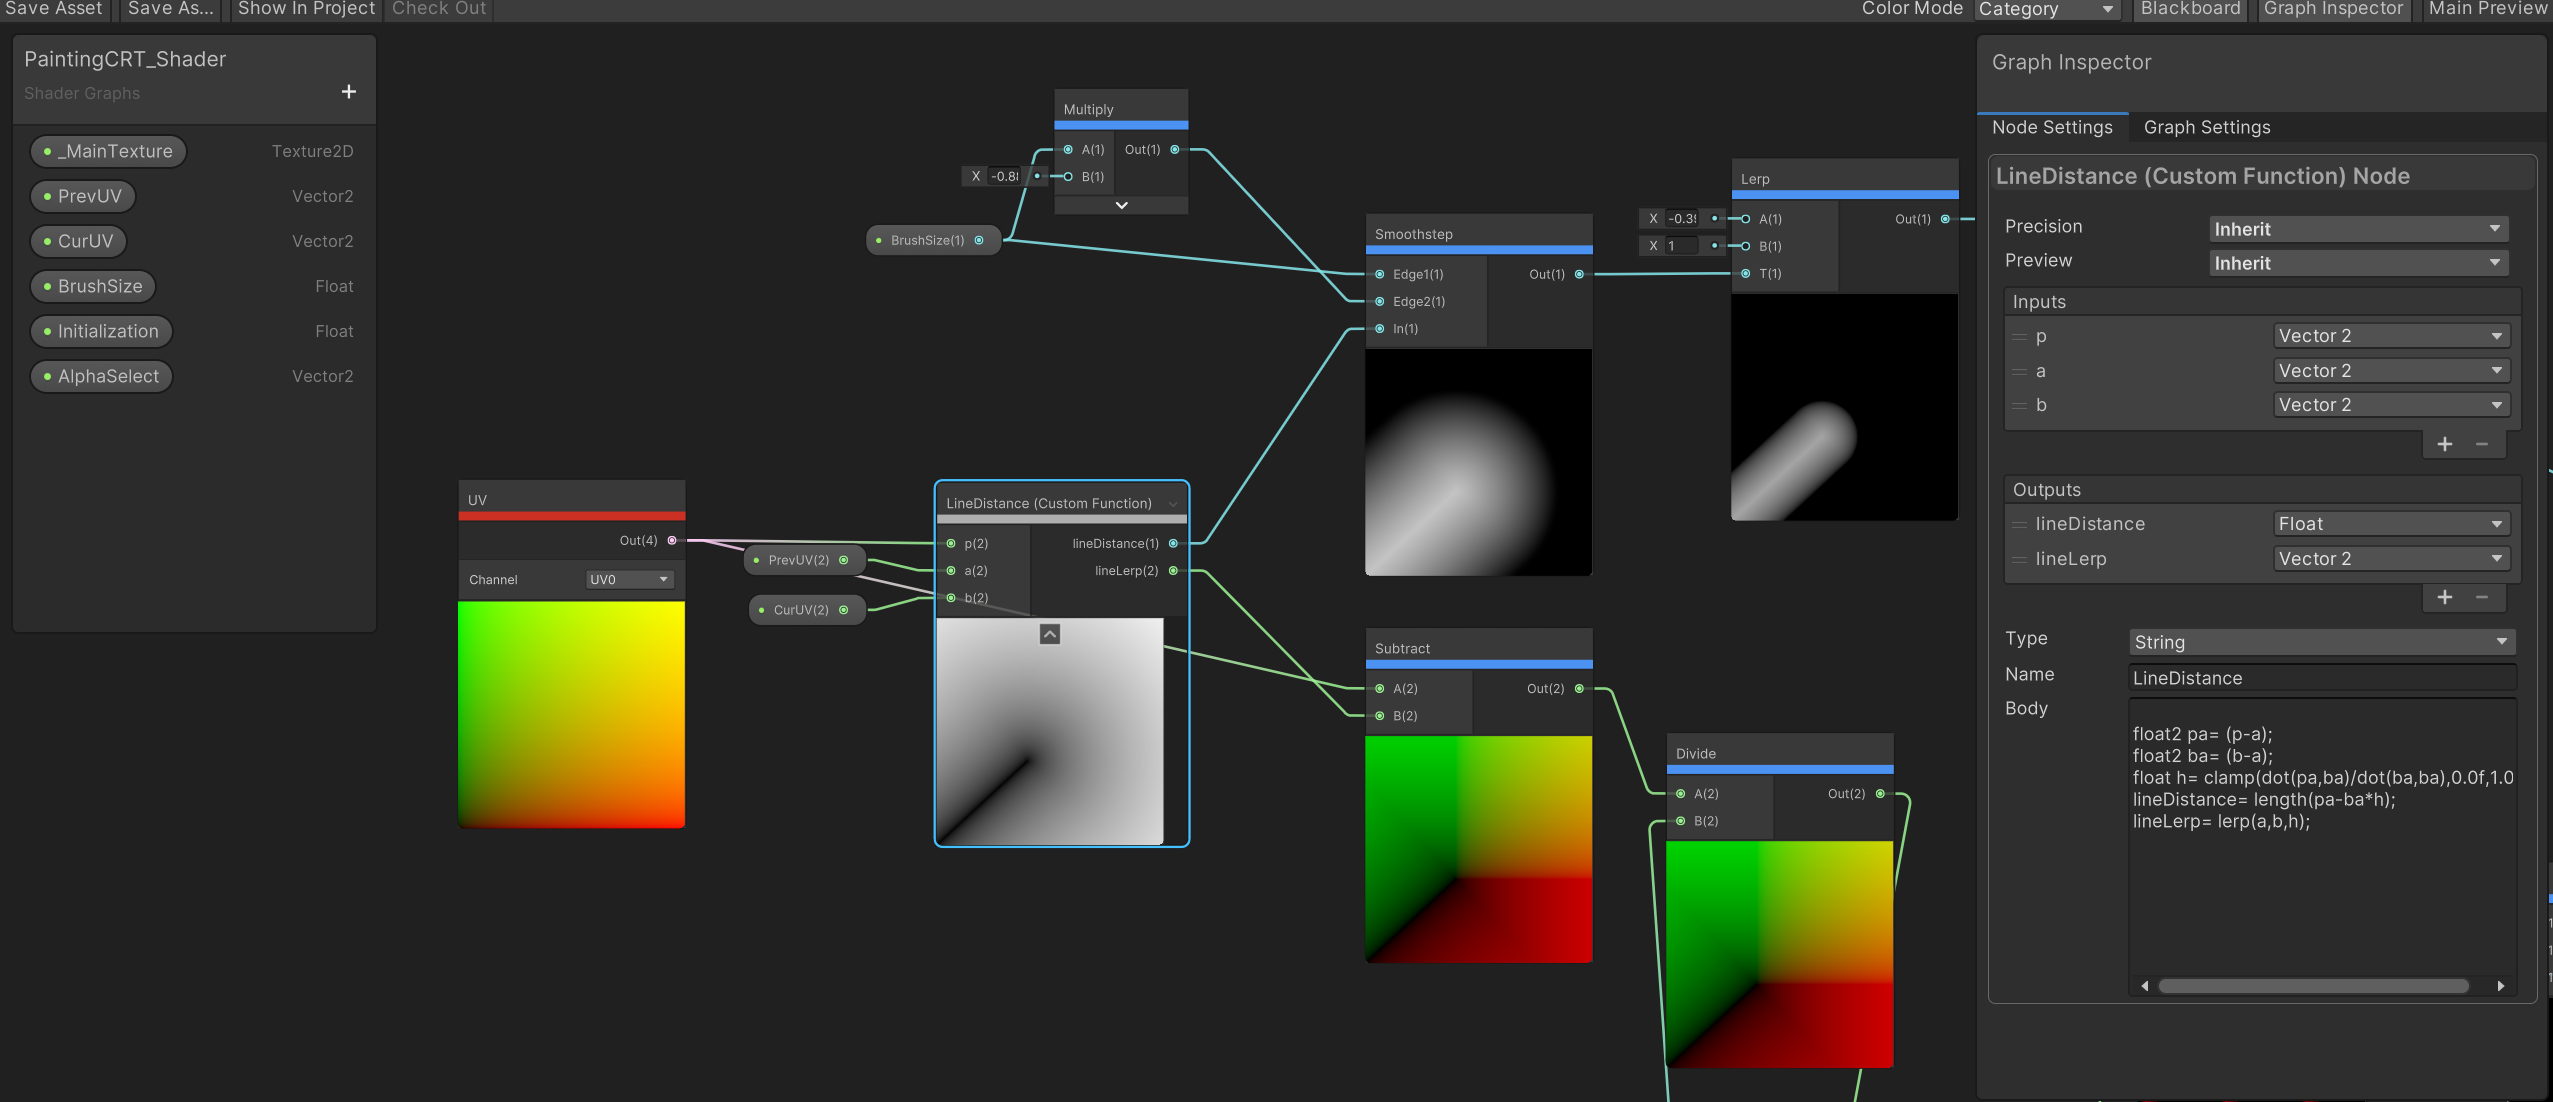 Save Asset
Save As...
Show In Project
Check Out
Color Mode
Category
Blackboard
Graph Inspector
Main Preview
PaintingCRT_Shader
Shader Graphs
+
_MainTexture
Texture2D
PrevUV
Vector2
CurUV
Vector2
BrushSize
Float
Initialization
Float
AlphaSelect
Vector2
Multiply
A(1)
Out(1)
X
B(1)
BrushSize(1)
Smoothstep
Edge1(1)
Out(1)
Edge2(1)
In(1)
Lerp
X
A(1)
Out(1)
X 1
B(1)
T(1)
UV
Out(4)
Channel
UV0
PrevUV(2)
CurUV(2)
LineDistance (Custom Function)
p(2)
lineDistance(1)
a(2)
lineLerp(2)
b(2)
Subtract
A(2)
Out(2)
B(2)
Divide
A(2)
Out(2)
B(2)
Graph Inspector
Node Settings
Graph Settings
LineDistance (Custom Function) Node
Precision
Inherit
Preview
Inherit
Inputs
p
Vector 2
a
Vector 2
b
Vector 2
+ −
Outputs
lineDistance
Float
lineLerp
Vector 2
+ −
Type
String
Name
LineDistance
Body
float2 pa= (p-a);
float2 ba= (b-a);
float h= clamp(dot(pa,ba)/dot(ba,ba),0.0f,1.0
lineDistance= length(pa-ba*h);
lineLerp= lerp(a,b,h);